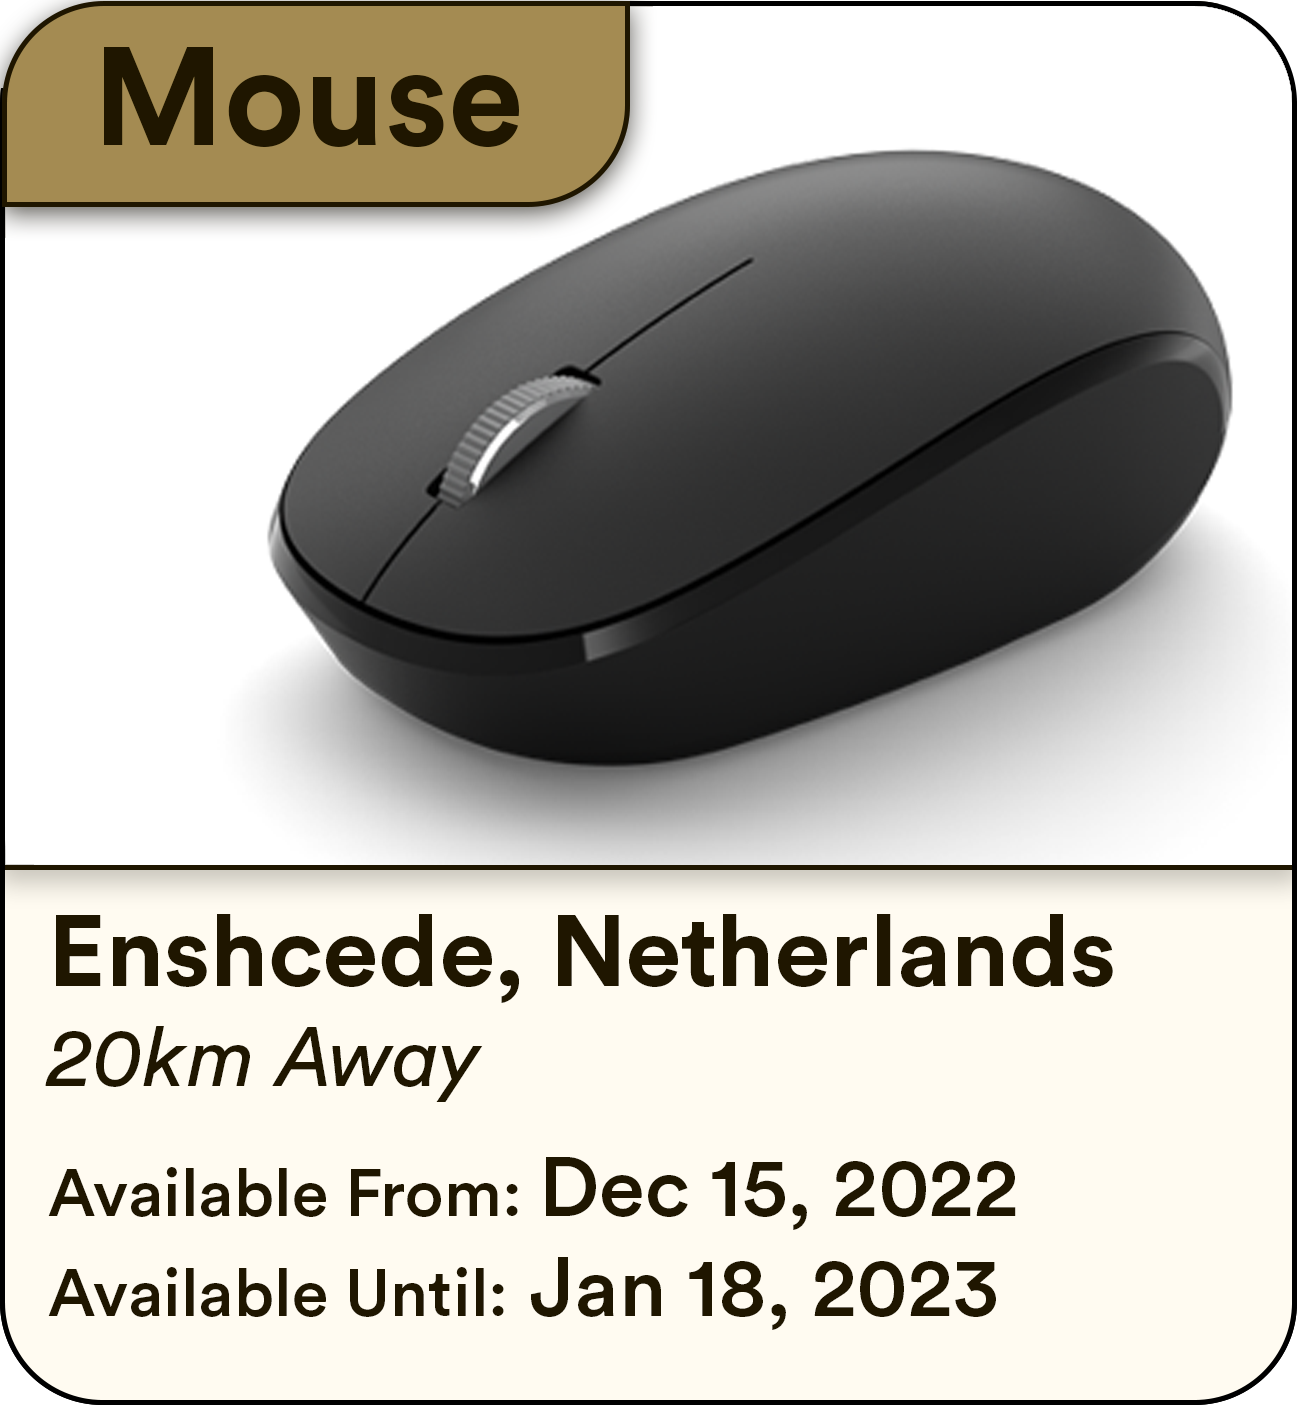 Mouse
Enshcede, Netherlands
20km Away
Available From: Dec 15, 2022
Available Until: Jan 18, 2023